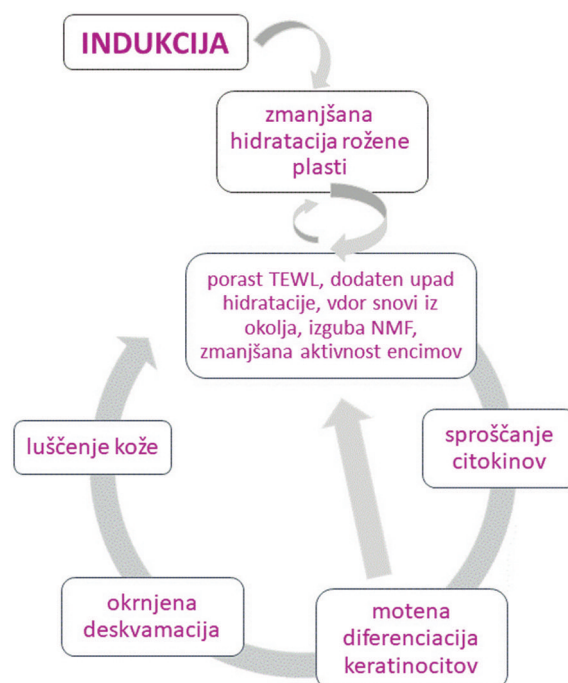 INDUKCIJA
zmanjšana
hidratacija rožene
plasti
porast TEWL, dodaten upad
hidratacije, vdor snovi iz
okolja, izguba NMF,
zmanjšana aktivnost encimov
sproščanje
citokinov
motena
diferenciacija
keratinocitov
okrnjena
deskvamacija
luščenje kože